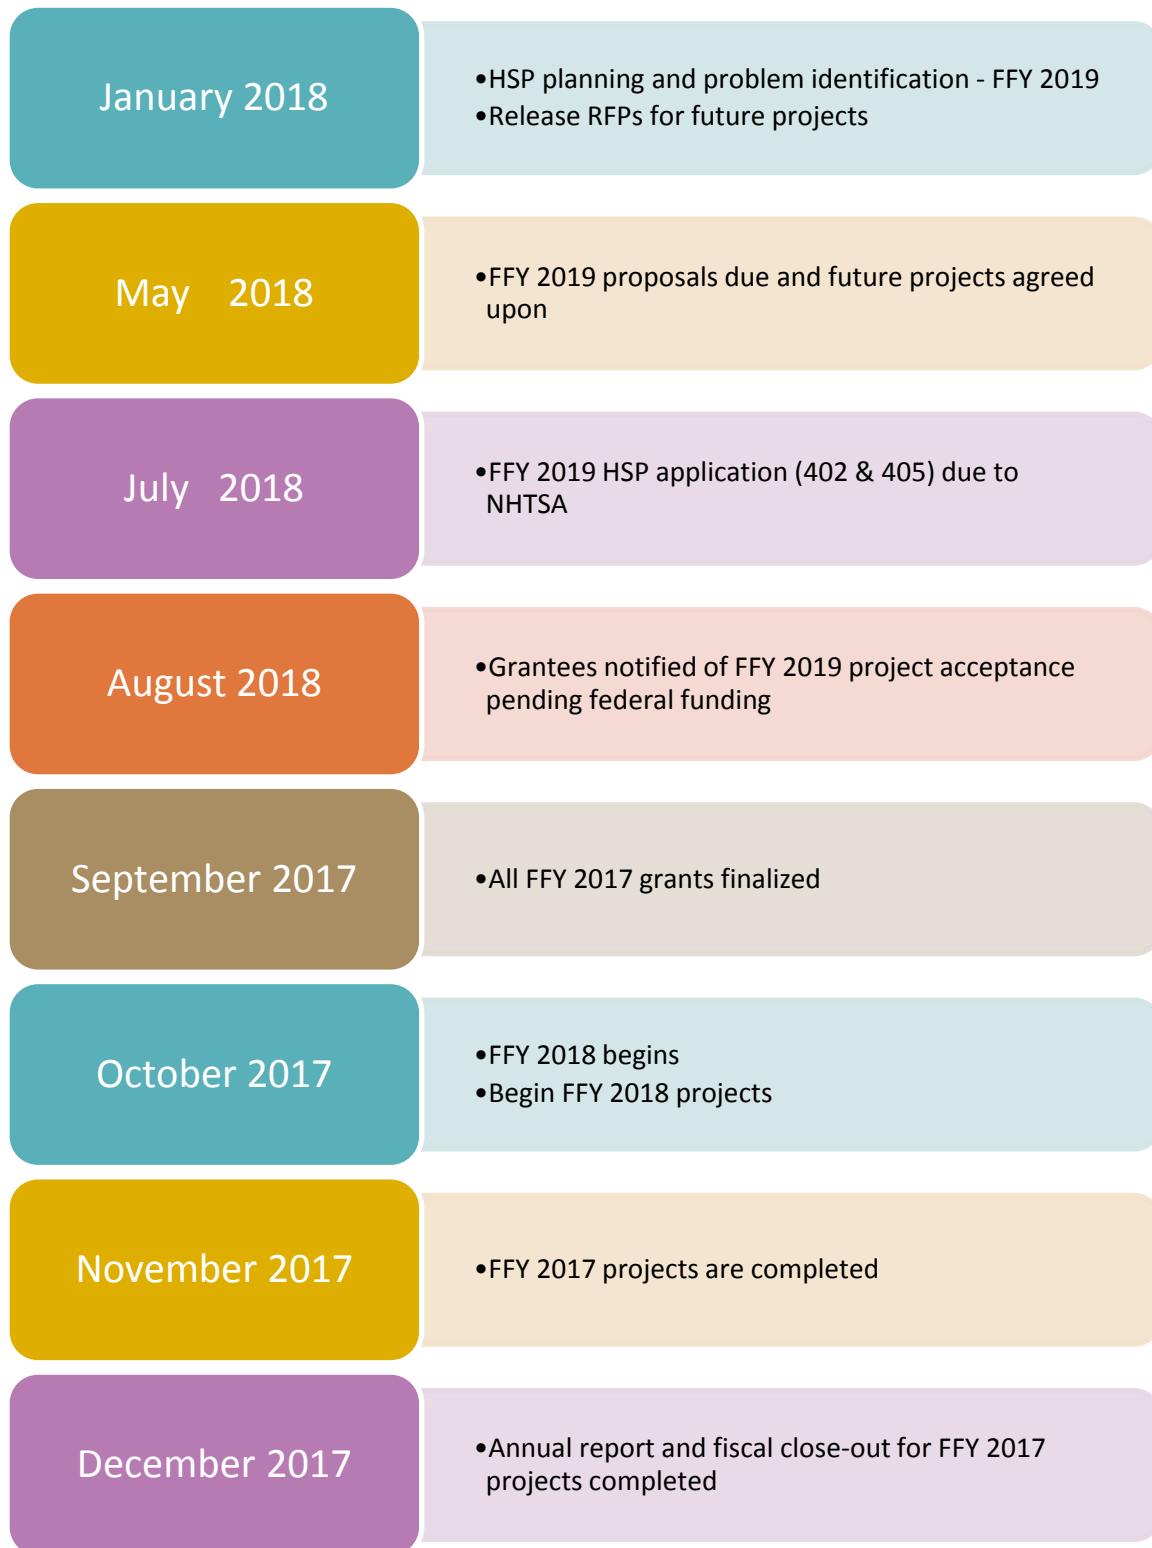 January 2018
•HSP planning and problem identification - FFY 2019
•Release RFPs for future projects
May 2018
•FFY 2019 proposals due and future projects agreed
upon
July 2018
•FFY 2019 HSP application (402 & 405) due to
NHTSA
August 2018
•Grantees notified of FFY 2019 project acceptance
pending federal funding
September 2017
•All FFY 2017 grants finalized
October 2017
•FFY 2018 begins
•Begin FFY 2018 projects
November 2017
•FFY 2017 projects are completed
December 2017
•Annual report and fiscal close-out for FFY 2017
projects completed